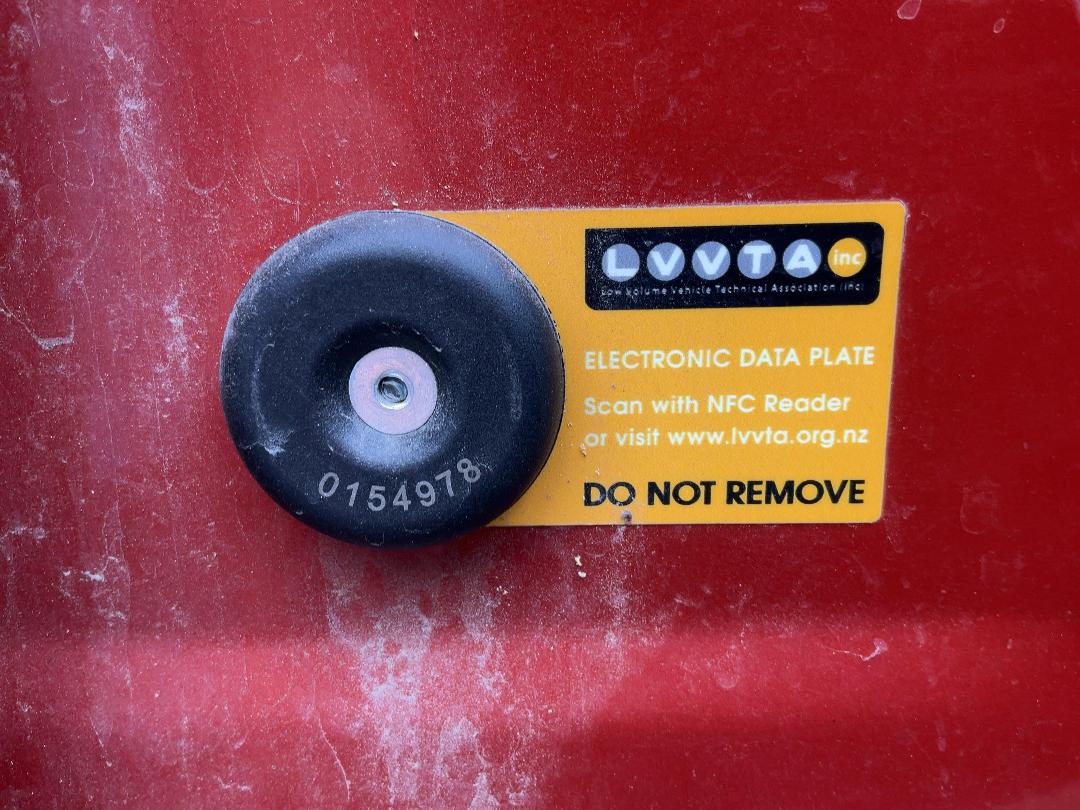 LVVTA inc
Low Volume Vehicle Technical Association (Inc)
ELECTRONIC DATA PLATE
Scan with NFC Reader
or visit www.lvvta.org.nz
DO NOT REMOVE
0154978